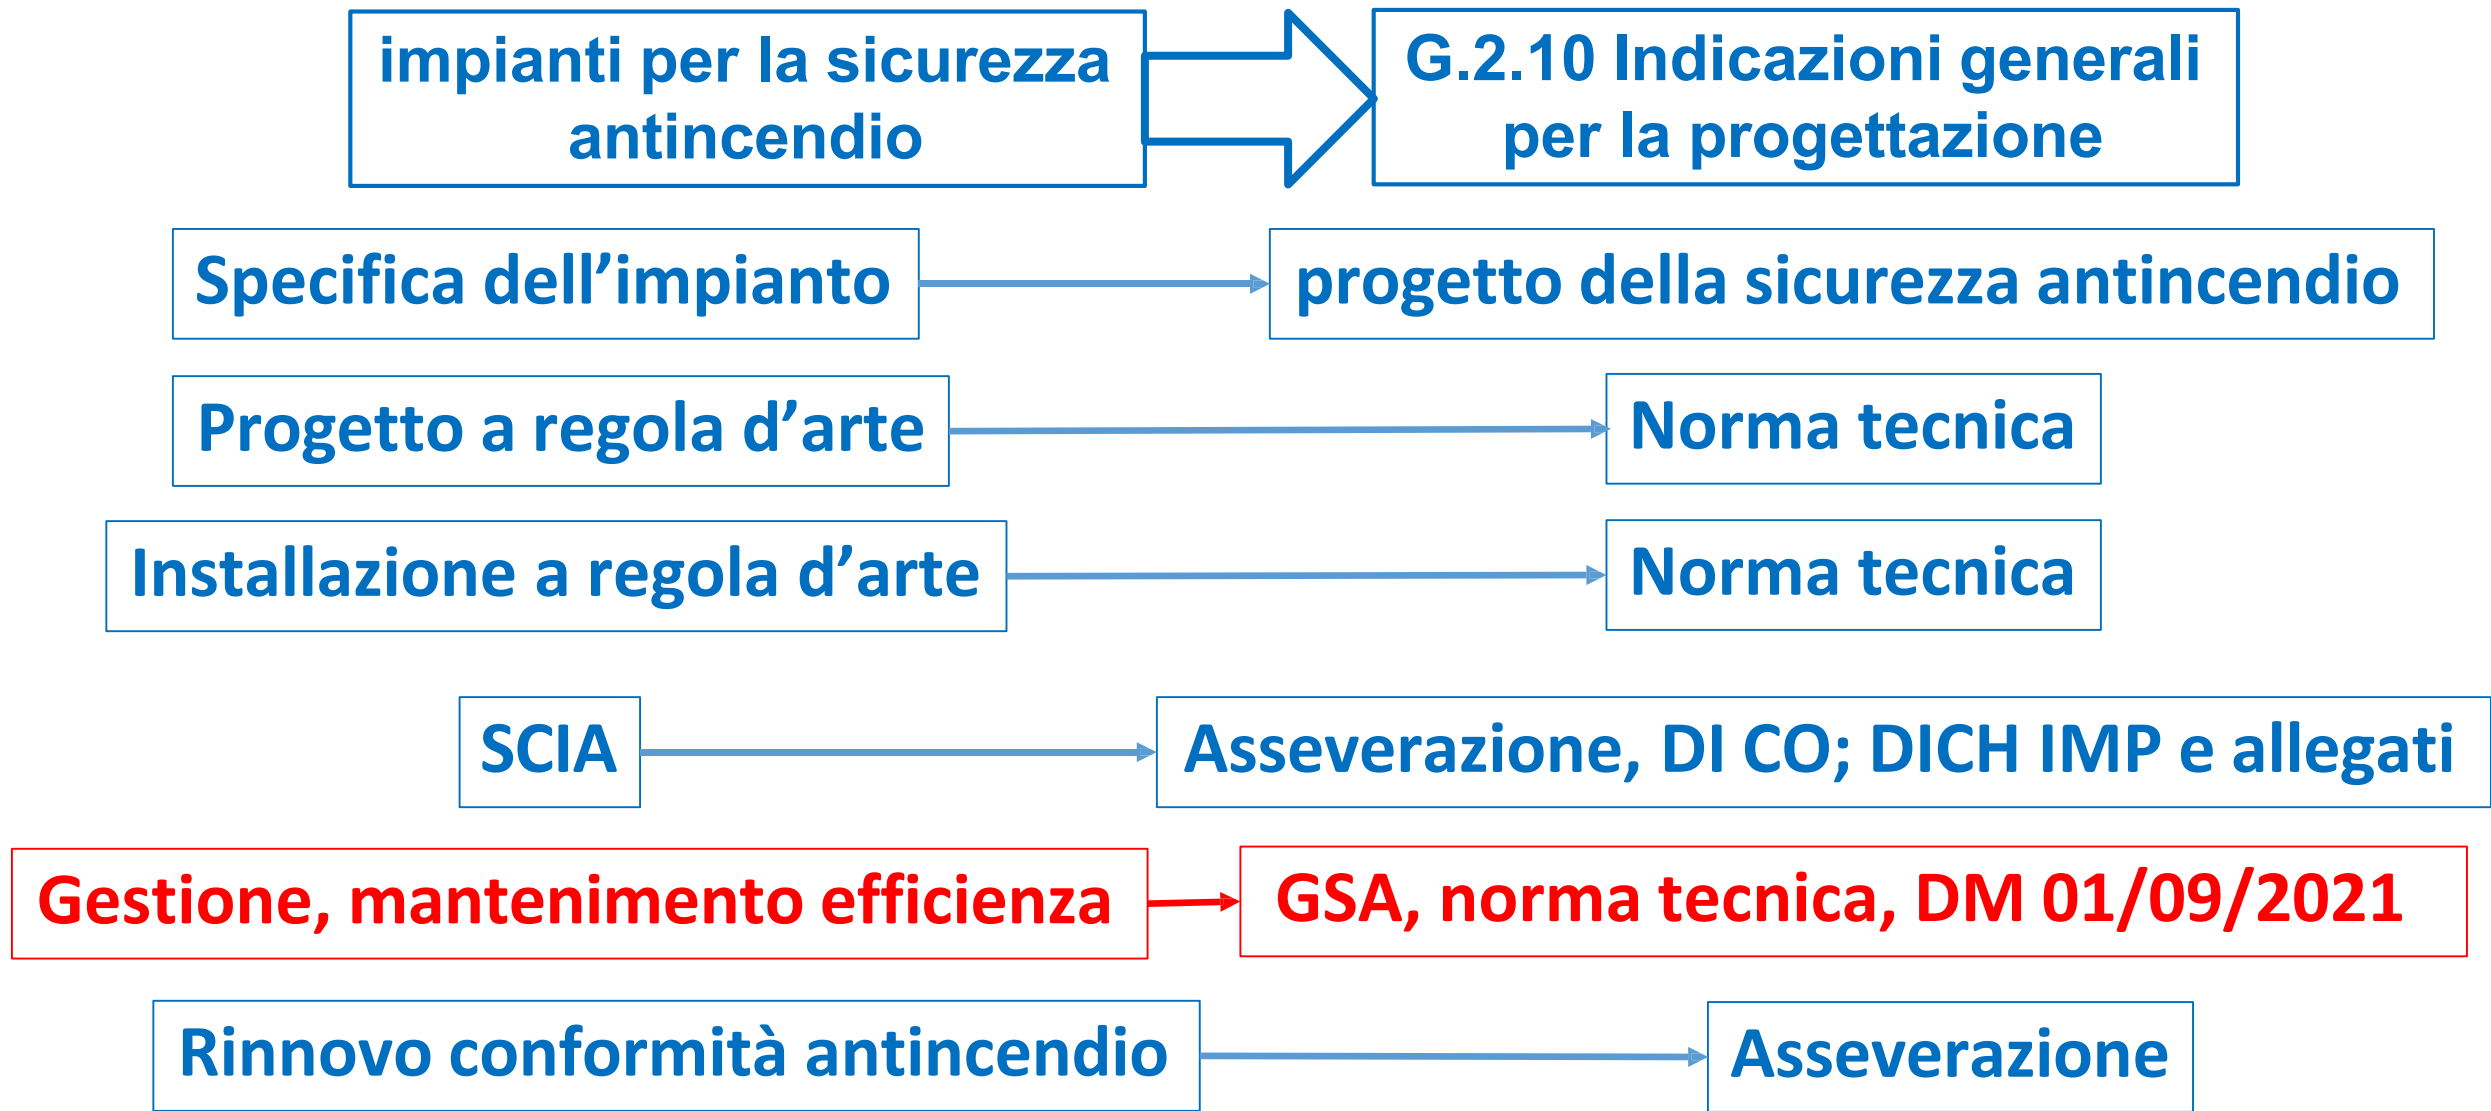 impianti per la sicurezza
antincendio
G.2.10 Indicazioni generali
per la progettazione
Specifica dell’impianto
progetto della sicurezza antincendio
Progetto a regola d’arte
Norma tecnica
Installazione a regola d’arte
Norma tecnica
SCIA
Asseverazione, DI CO; DICH IMP e allegati
Gestione, mantenimento efficienza
GSA, norma tecnica, DM 01/09/2021
Rinnovo conformità antincendio
Asseverazione